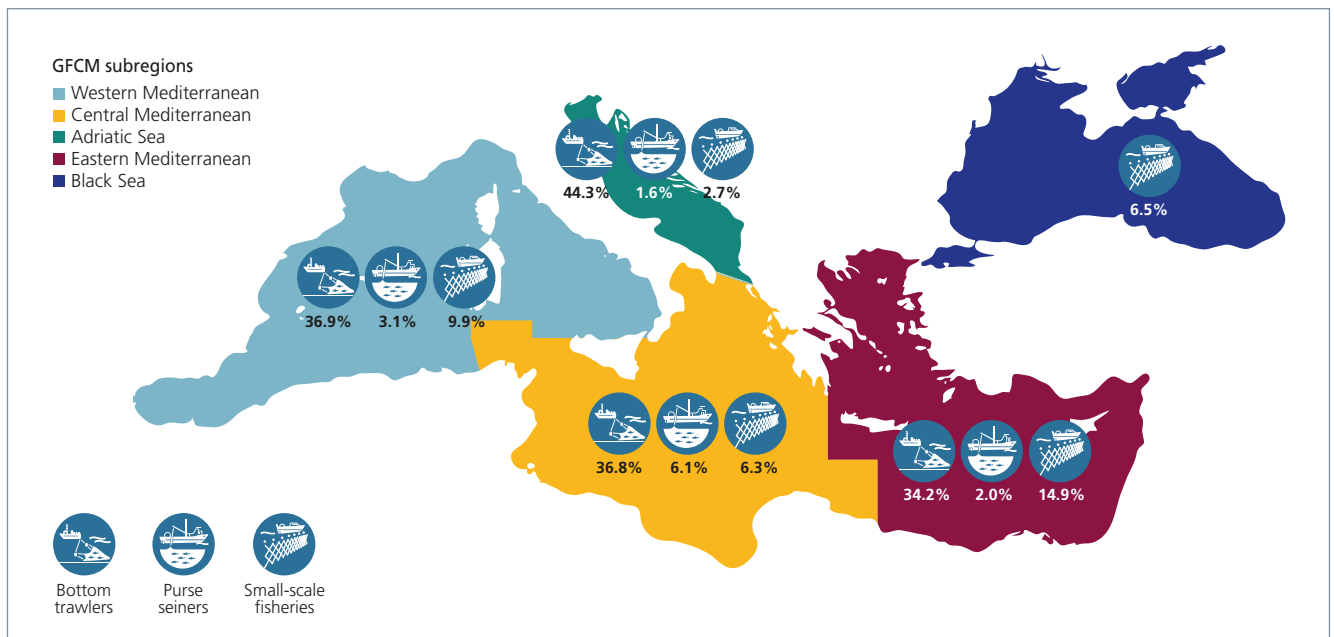 GFCM subregions
Western Mediterranean
Central Mediterranean
Adriatic Sea
Eastern Mediterranean
Black Sea
44.3% 1.6% 2.7%
6.5%
36.9% 3.1% 9.9%
36.8% 6.1% 6.3%
34.2% 2.0% 14.9%
Bottom
trawlers
Purse
seiners
Small-scale
fisheries